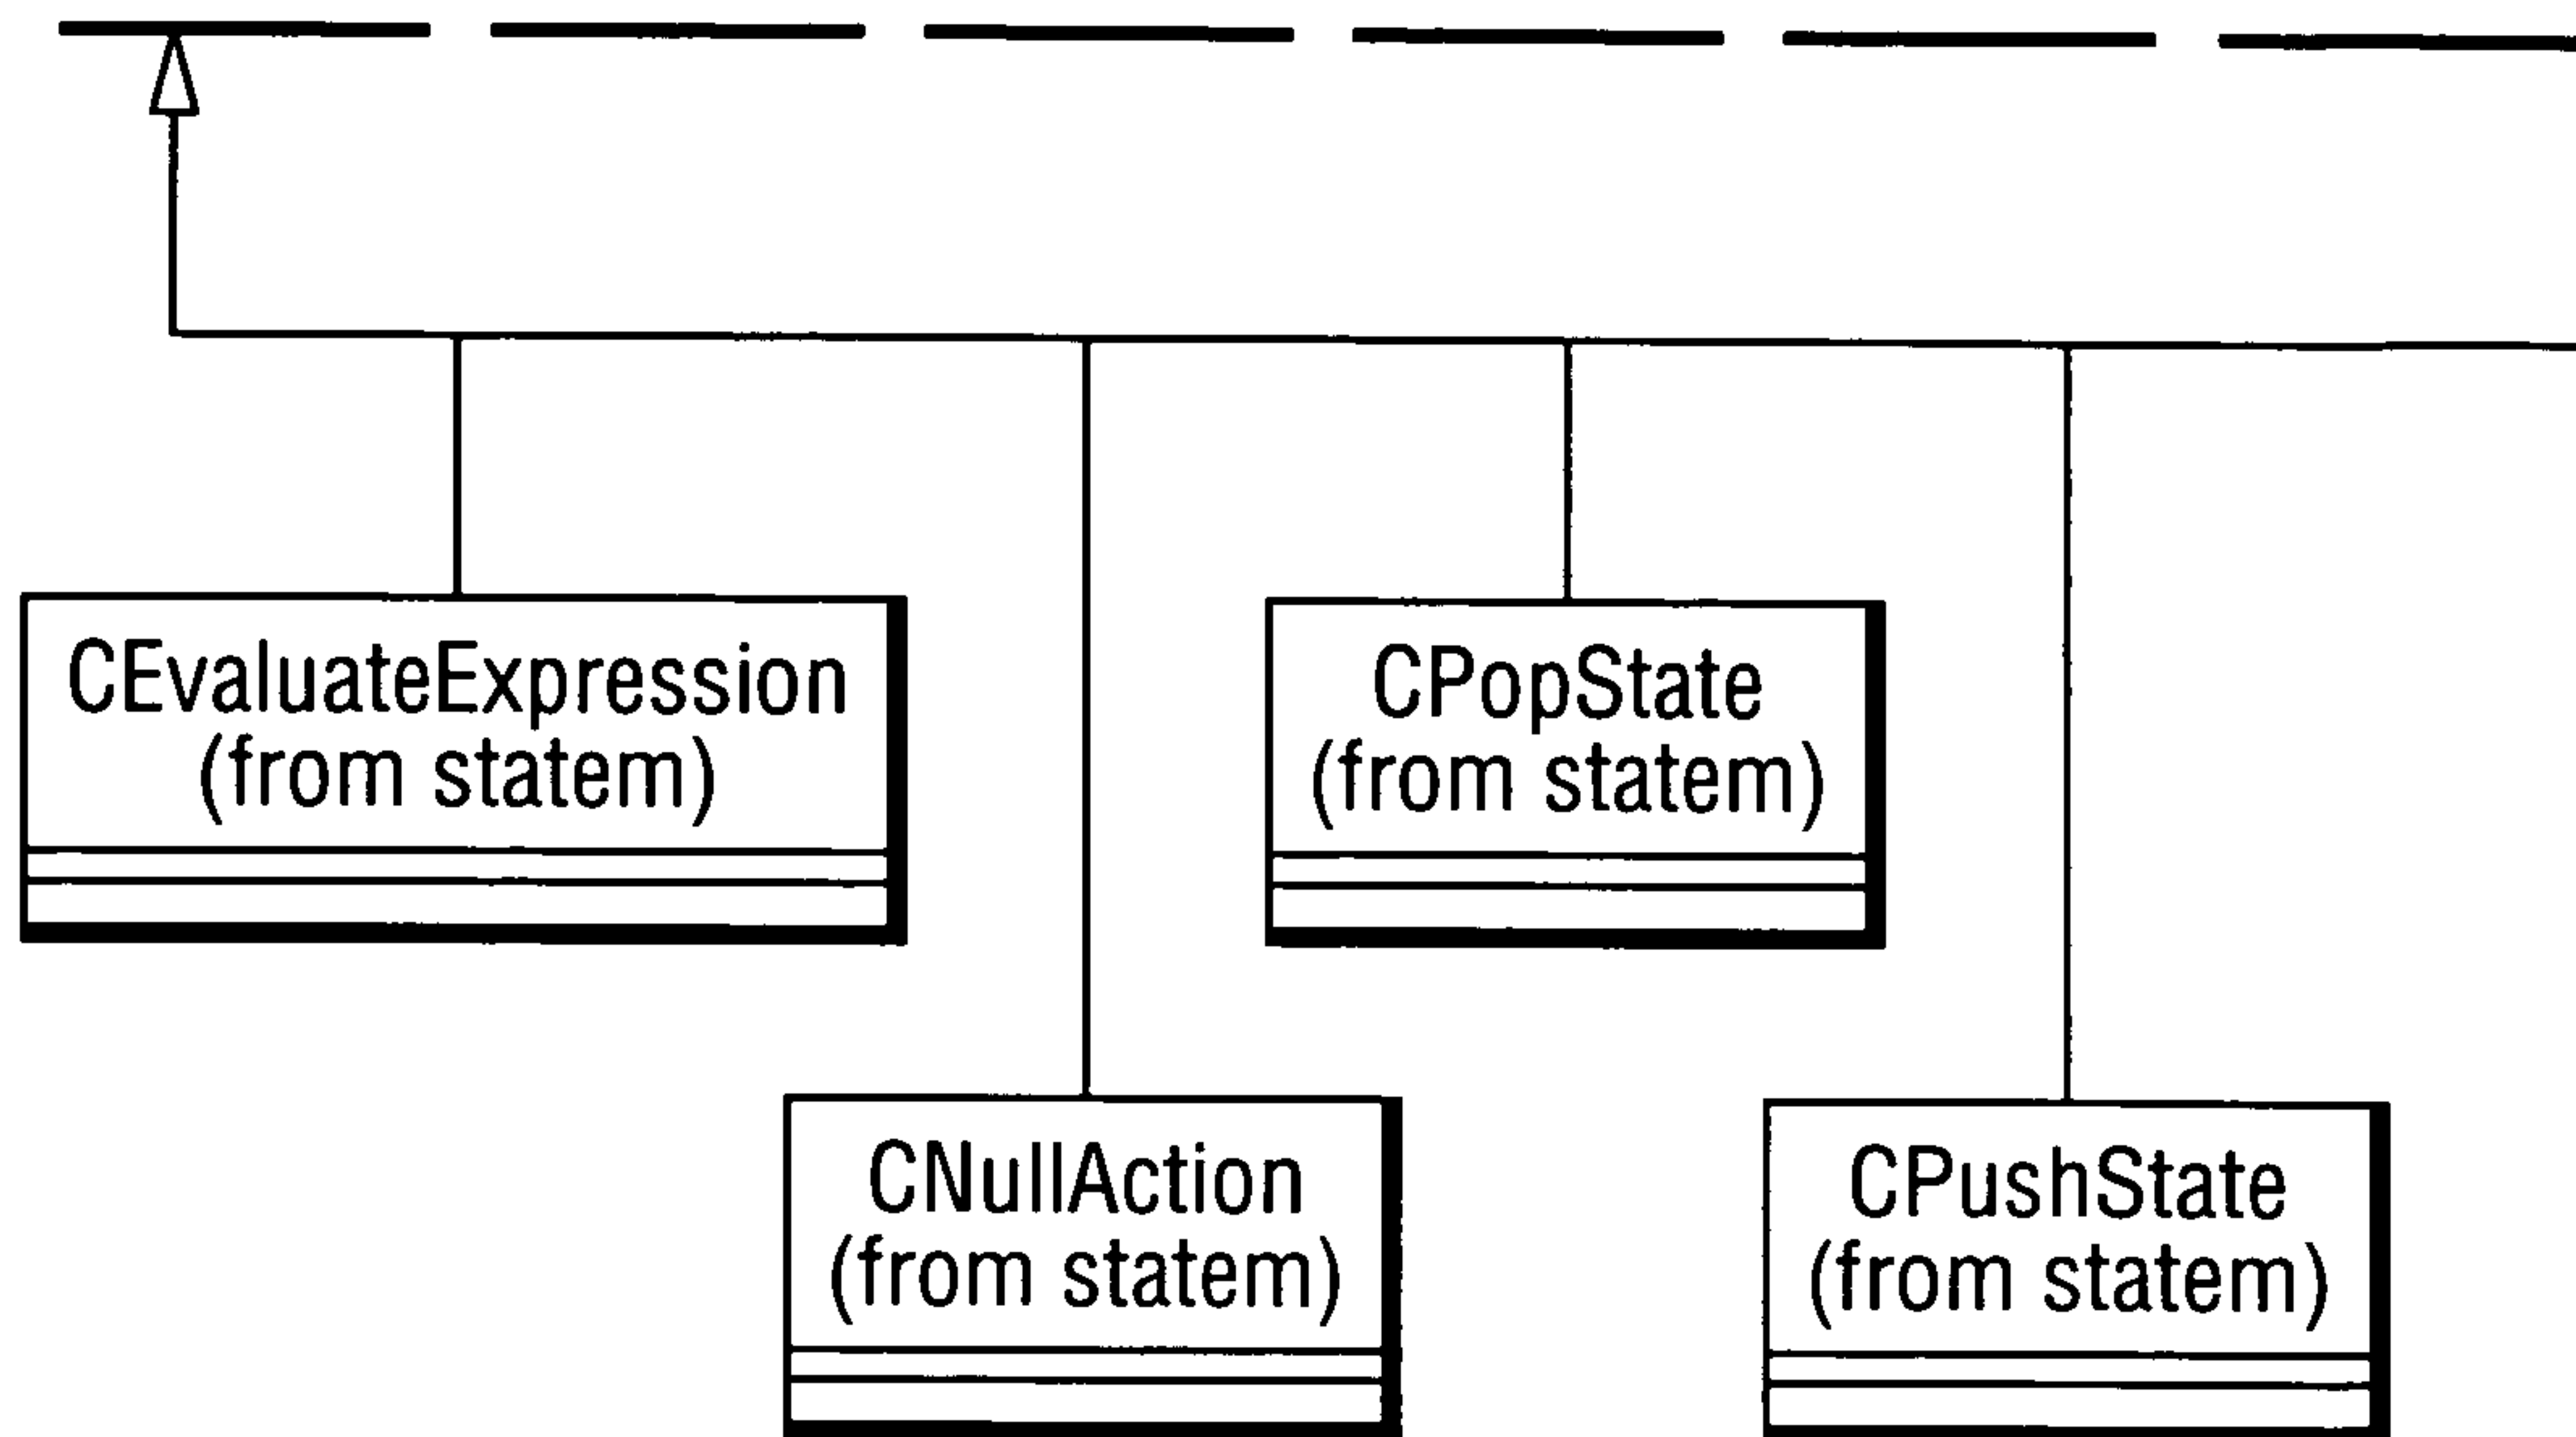 CEvaluateExpression
(from statem)
CPopState
(from statem)
CNullAction
(from statem)
CPushState
(from statem)